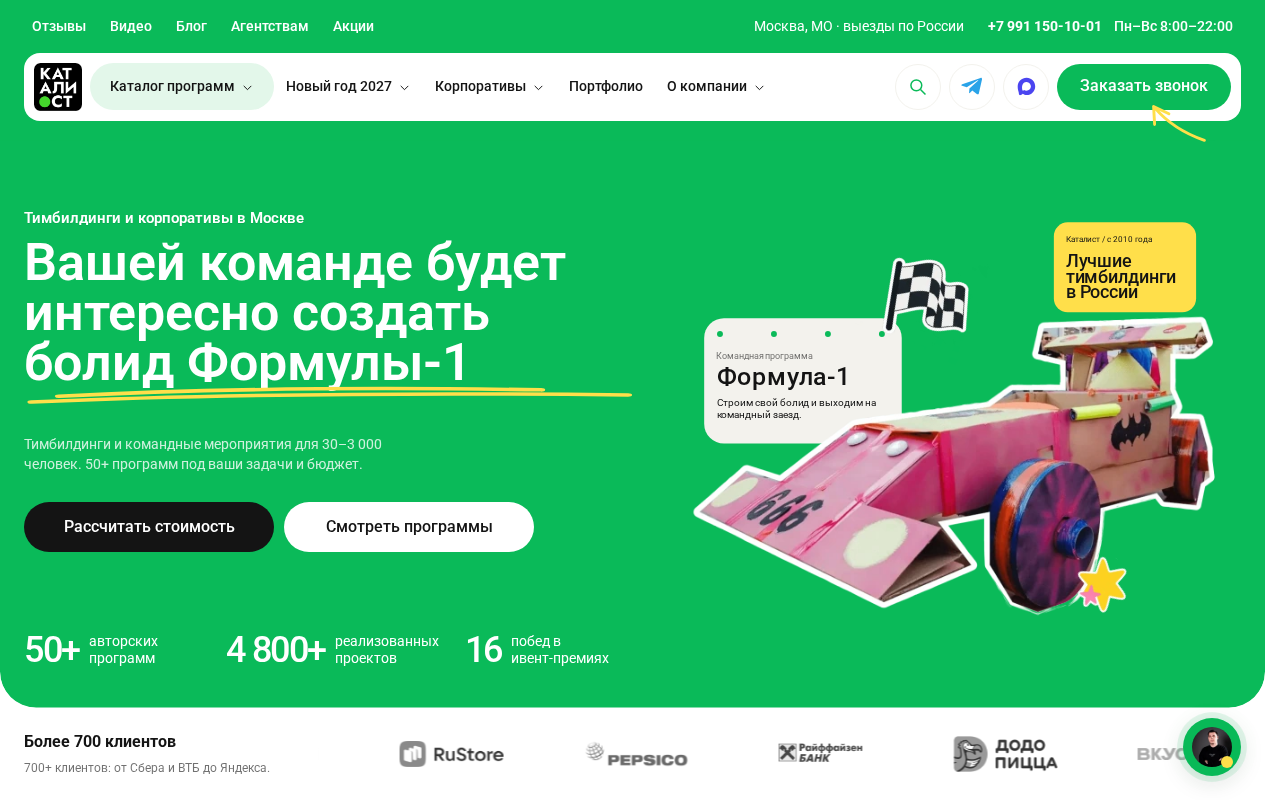 Отзывы Видео Блог Агентствам Акции
Москва, МО · выезды по России +7 991 150-10-01 Пн–Вс 8:00–22:00
КАТ
АЛИ
СТ
Каталог программ Новый год 2027 Корпоративы Портфолио О компании Заказать звонок
Тимбилдинги и корпоративы в Москве
Вашей команде будет
интересно создать
болид Формулы-1
Тимбилдинги и командные мероприятия для 30–3 000
человек. 50+ программ под ваши задачи и бюджет.
Рассчитать стоимость Смотреть программы
Каталист / с 2010 года
Лучшие
тимбилдинги
в России
Командная программа
Формула-1
Строим свой болид и выходим на
командный заезд.
666
50+ авторских
программ
4 800+ реализованных
проектов
16 побед в
ивент-премиях
Более 700 клиентов
700+ клиентов: от Сбера и ВТБ до Яндекса.
RuStore
PEPSICO
Райффайзен
БАНК
ДОДО
ПИЦЦА